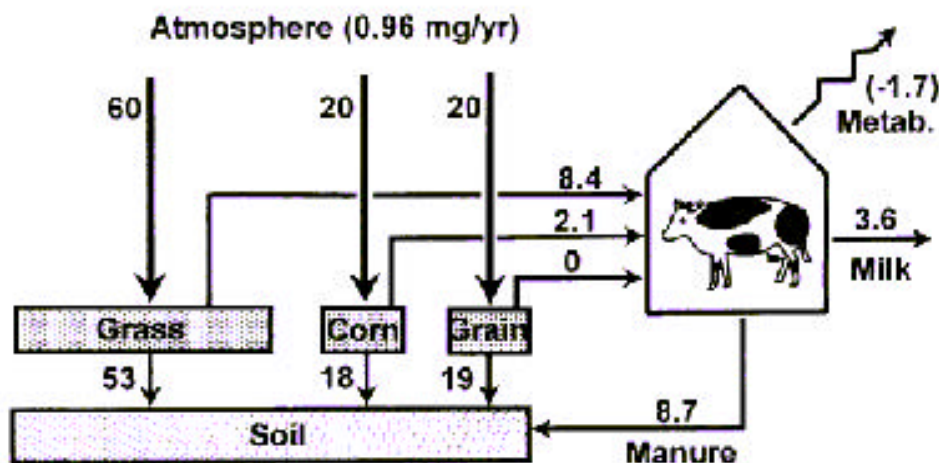 Atmosphere (0.96 mg/yr)
60
20
20
(-1.7)
Metab.
8.4
2.1
0
3.6
Milk
Grass
Corn
Grain
53
18
19
8.7
Soil
Manure